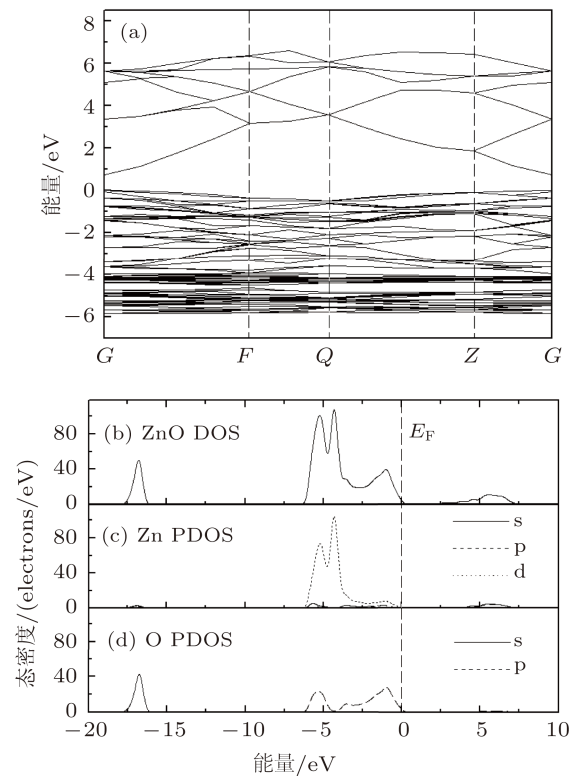 8
(a)
6
4
2
0
−2
−4
−6
能量/eV
G F Q Z G
(b) ZnO DOS
E_F
80
40
0
(c) Zn PDOS
s
p
d
80
40
0
(d) O PDOS
s
p
80
40
0
态密度/(electrons/eV)
−20 −15 −10 −5 0 5 10
能量/eV